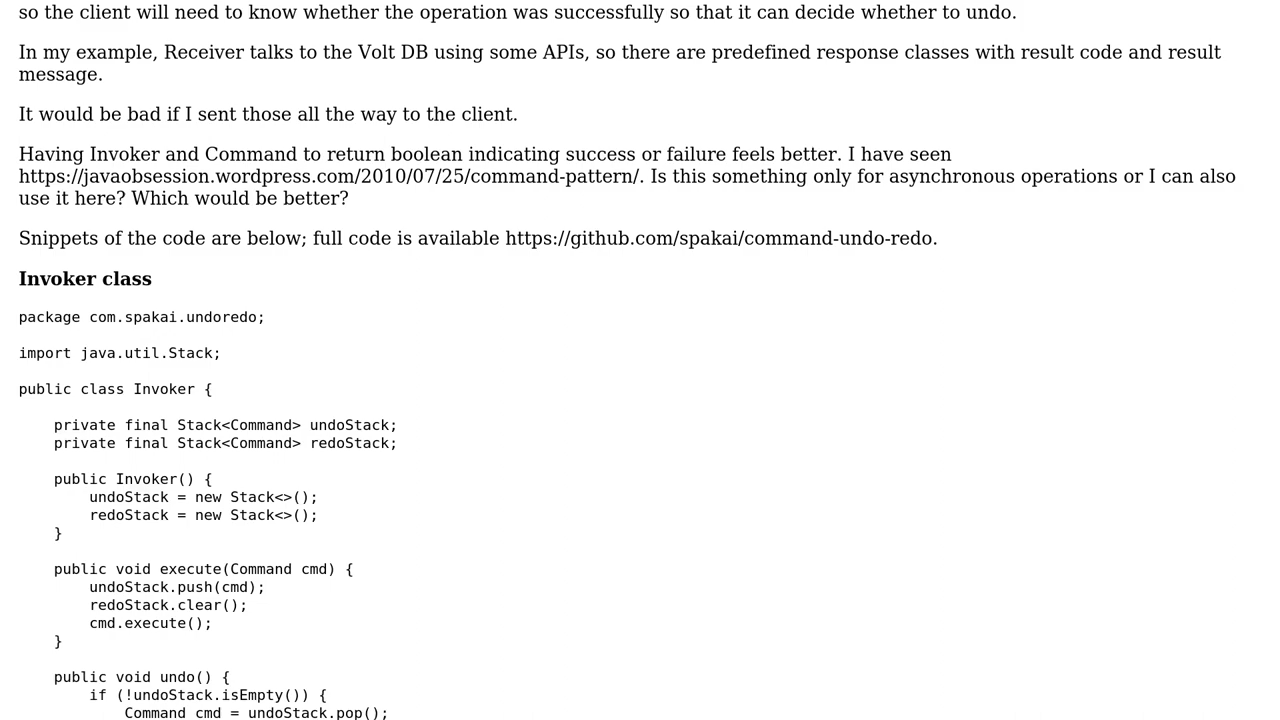 so the client will need to know whether the operation was successfully so that it can decide whether to undo.
In my example, Receiver talks to the Volt DB using some APIs, so there are predefined response classes with result code and result
message.
It would be bad if I sent those all the way to the client.
Having Invoker and Command to return boolean indicating success or failure feels better. I have seen
https://javaobsession.wordpress.com/2010/07/25/command-pattern/. Is this something only for asynchronous operations or I can also
use it here? Which would be better?
Snippets of the code are below; full code is available https://github.com/spakai/command-undo-redo.
Invoker class
package com.spakai.undoredo;
import java.util.Stack;
public class Invoker {
    private final Stack<Command> undoStack;
    private final Stack<Command> redoStack;
    public Invoker() {
        undoStack = new Stack<>();
        redoStack = new Stack<>();
    }
    public void execute(Command cmd) {
        undoStack.push(cmd);
        redoStack.clear();
        cmd.execute();
    }
    public void undo() {
        if (!undoStack.isEmpty()) {
            Command cmd = undoStack.pop();